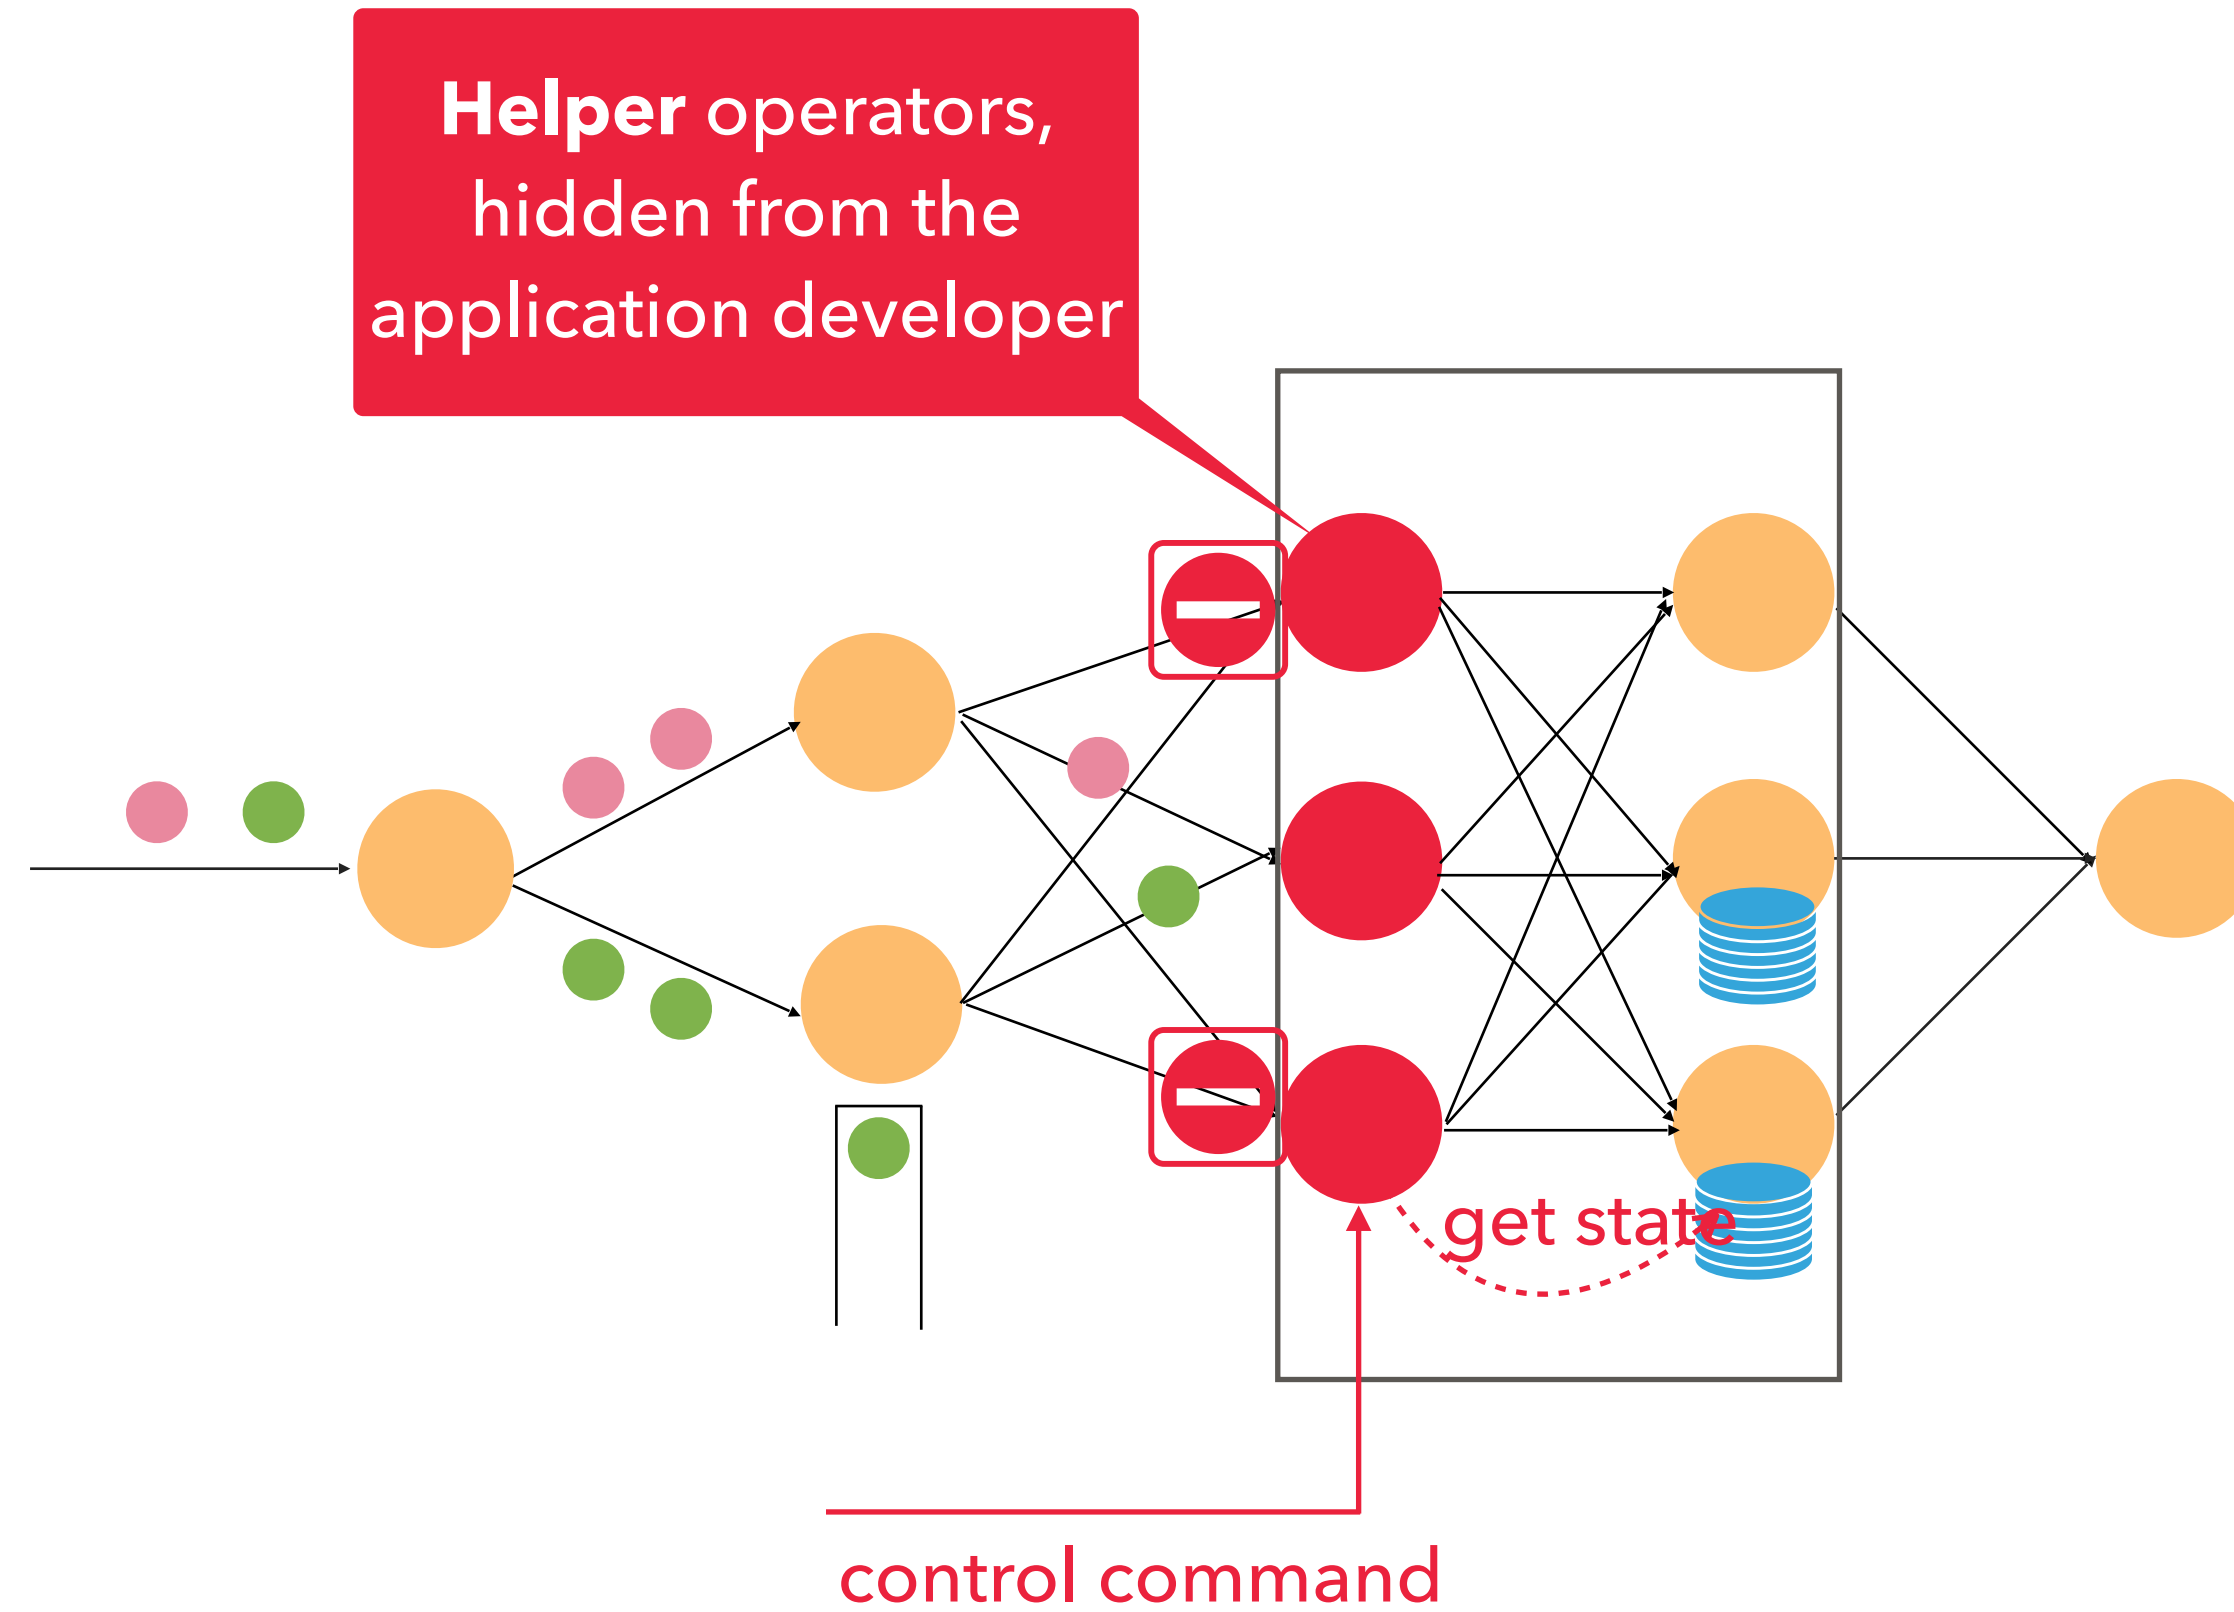 Helper operators,
hidden from the
application developer
get state
control command